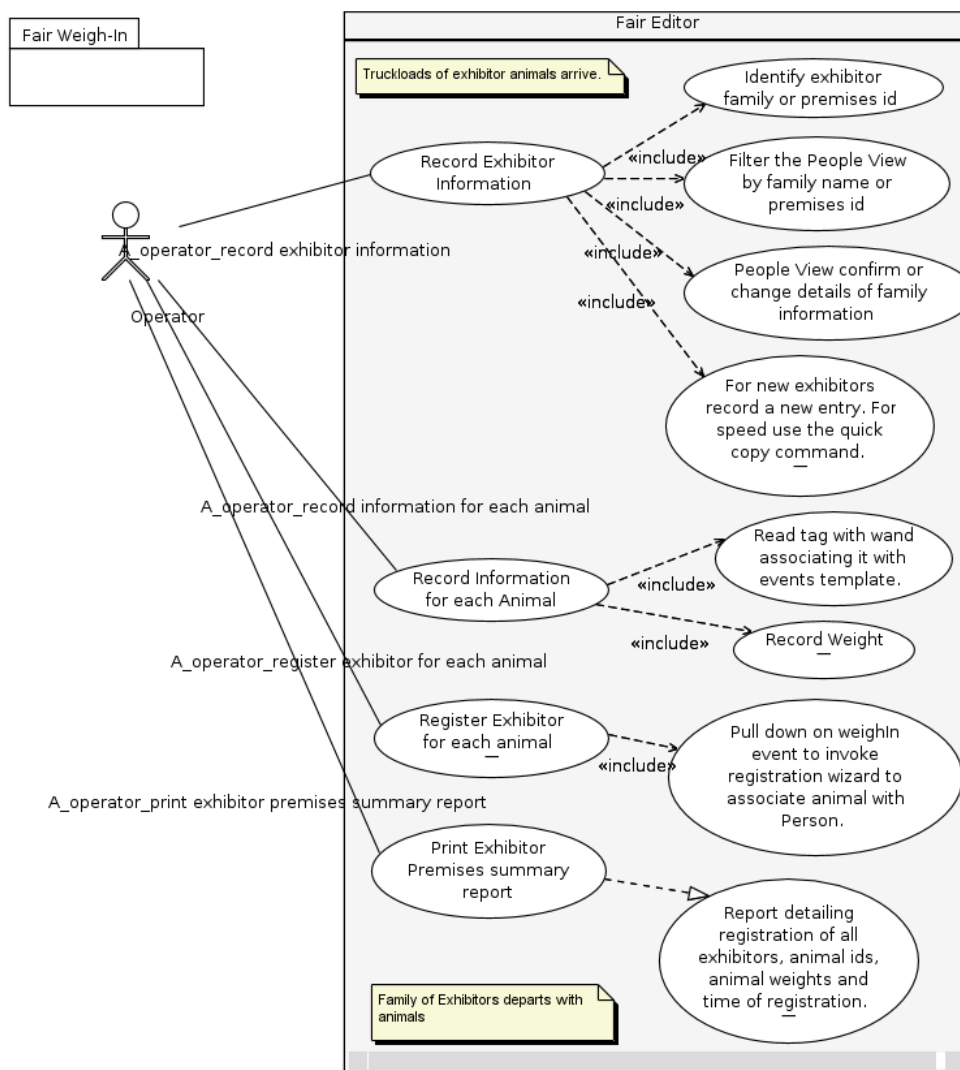 Fair Weigh-In
Fair Editor
Truckloads of exhibitor animals arrive.
Identify exhibitor
family or premises id
Record Exhibitor
Information
«include»
Filter the People View
by family name or
premises id
«include»
A_operator_record exhibitor information
«include»
People View confirm or
change details of family
information
«include»
Operator
For new exhibitors
record a new entry. For
speed use the quick
copy command.
A_operator_record information for each animal
Read tag with wand
associating it with
events template.
Record Information
for each Animal
«include»
«include»
Record Weight
A_operator_register exhibitor for each animal
Register Exhibitor
for each animal
«include»
Pull down on weighIn
event to invoke
registration wizard to
associate animal with
Person.
A_operator_print exhibitor premises summary report
Print Exhibitor
Premises summary
report
Report detailing
registration of all
exhibitors, animal ids,
animal weights and
time of registration.
Family of Exhibitors departs with
animals